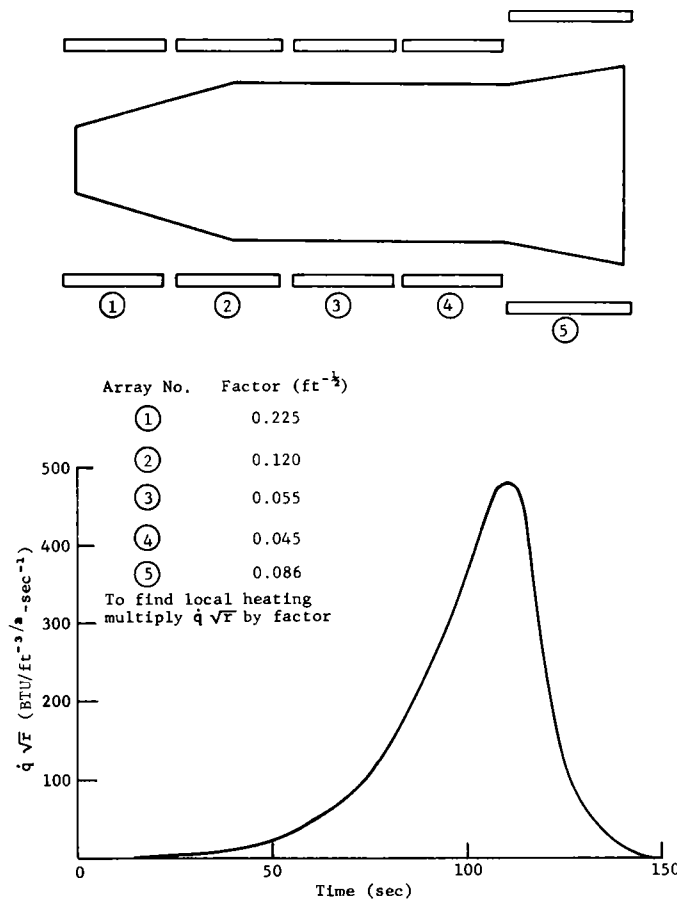 ① ② ③ ④
⑤
Array No. Factor (ft^-½)
① 0.225
② 0.120
③ 0.055
④ 0.045
⑤ 0.086
To find local heating
multiply q̇ √r by factor
500
400
300
200
100
q̇ √r (BTU/ft^-3/2-sec^-1)
0 50 100 150
Time (sec)